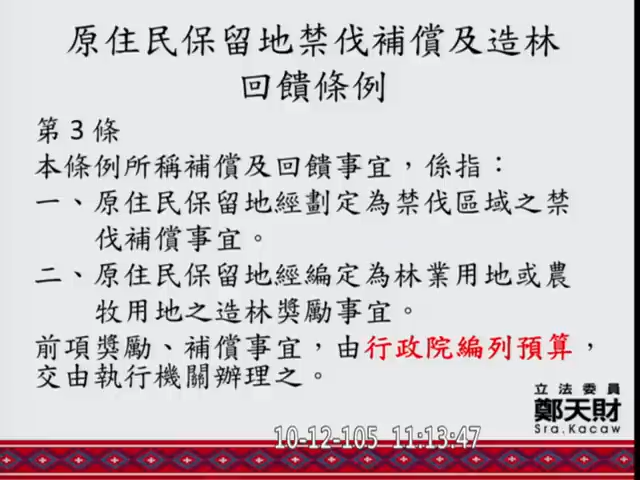 原住民保留地禁伐補償及造林
回饋條例
第 3 條
本條例所稱補償及回饋事宜，係指：
一、原住民保留地經劃定為禁伐區域之禁
伐補償事宜。
二、原住民保留地經編定為林業用地或農
牧用地之造林獎勵事宜。
前項獎勵、補償事宜，由行政院編列預算，
交由執行機關辦理之。
立法委員
鄭天財
Sra.Kacaw
10-12-105 11:13:47